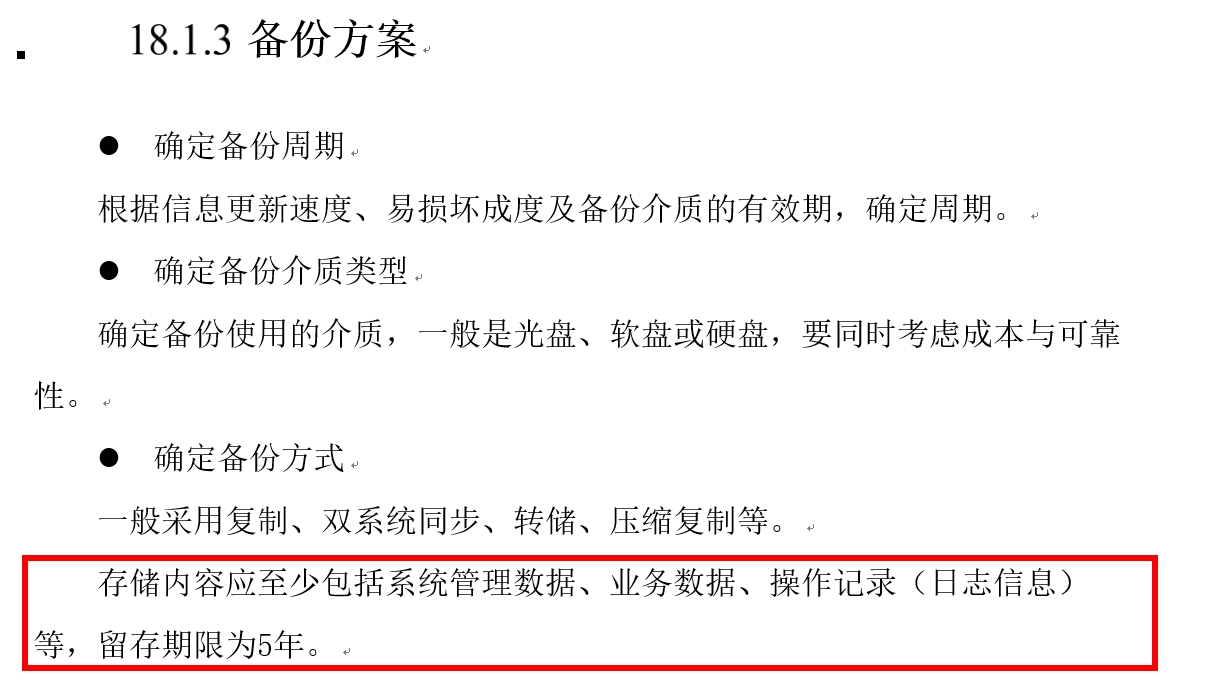 18.1.3 备份方案
● 确定备份周期
根据信息更新速度、易损坏成度及备份介质的有效期，确定周期。
● 确定备份介质类型
确定备份使用的介质，一般是光盘、软盘或硬盘，要同时考虑成本与可靠
性。
● 确定备份方式
一般采用复制、双系统同步、转储、压缩复制等。
存储内容应至少包括系统管理数据、业务数据、操作记录（日志信息）
等，留存期限为5年。